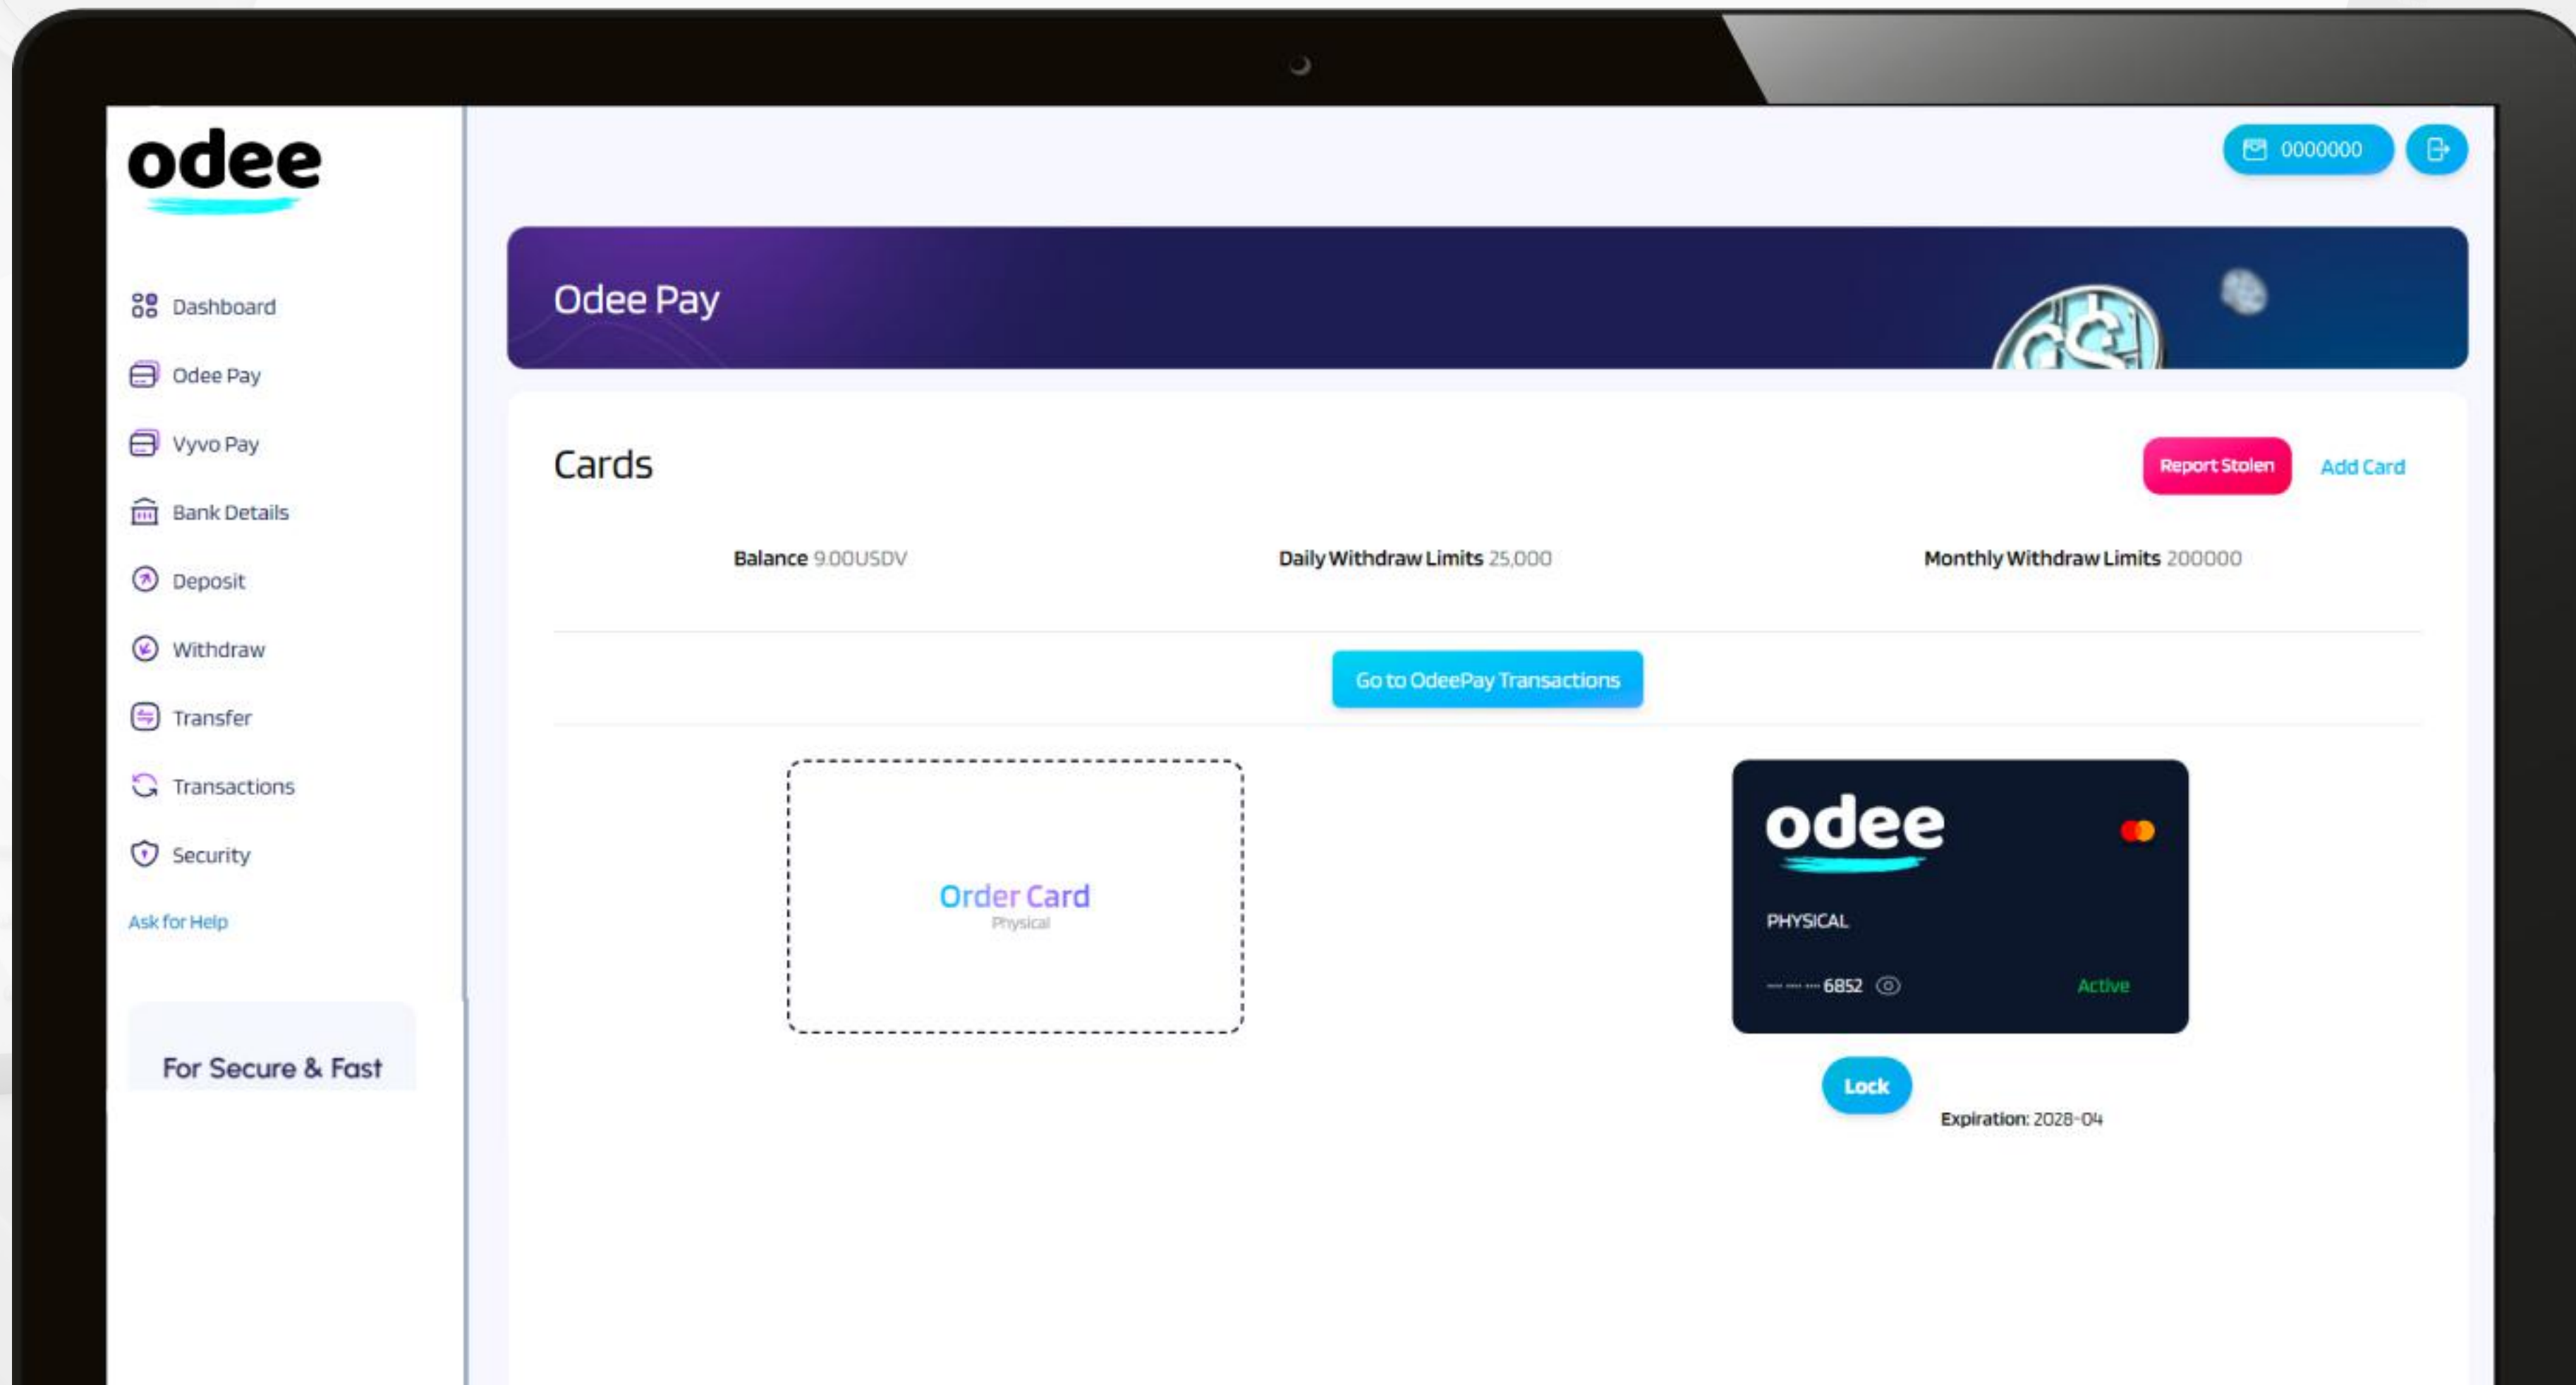 odee
0000000
Dashboard
Odee Pay
Vyvo Pay
Bank Details
Deposit
Withdraw
Transfer
Transactions
Security
Ask for Help
For Secure & Fast
Odee Pay
Cards
Report Stolen
Add Card
Balance 9.00USDV
Daily Withdraw Limits 25,000
Monthly Withdraw Limits 200000
Go to OdeePay Transactions
Order Card
Physical
odee
PHYSICAL
---- ---- ---- 6852
Active
Lock
Expiration: 2028-04